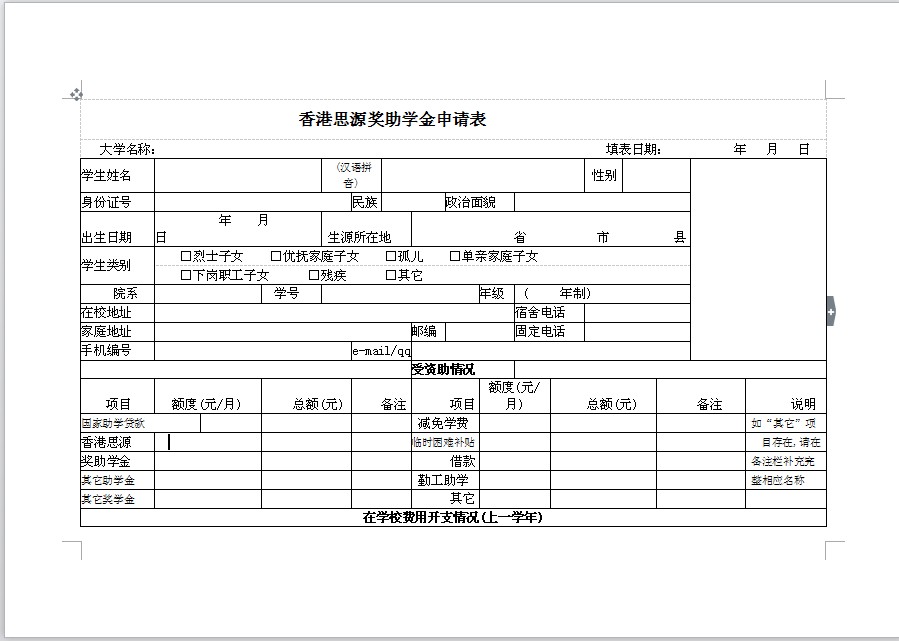 香港思源奖助学金申请表
大学名称: 填表日期: 年 月 日
学生姓名 (汉语拼音) 性别
身份证号 民族 政治面貌
出生日期 年 月 日 生源所在地 省 市 县
学生类别 □烈士子女 □优抚家庭子女 □孤儿 □单亲家庭子女
□下岗职工子女 □残疾 □其它
院系 学号 年级 ( 年制)
在校地址 宿舍电话
家庭地址 邮编 固定电话
手机编号 e-mail/qq
受资助情况
项目 额度(元/月) 总额(元) 备注 项目 额度(元/月) 总额(元) 备注 说明
国家助学贷款 减免学费 如“其它”项
香港思源 临时困难补贴 目存在,请在
奖助学金 借款 备注栏补充完
其它助学金 勤工助学 整相应名称
其它奖学金 其它
在学校费用开支情况(上一学年)